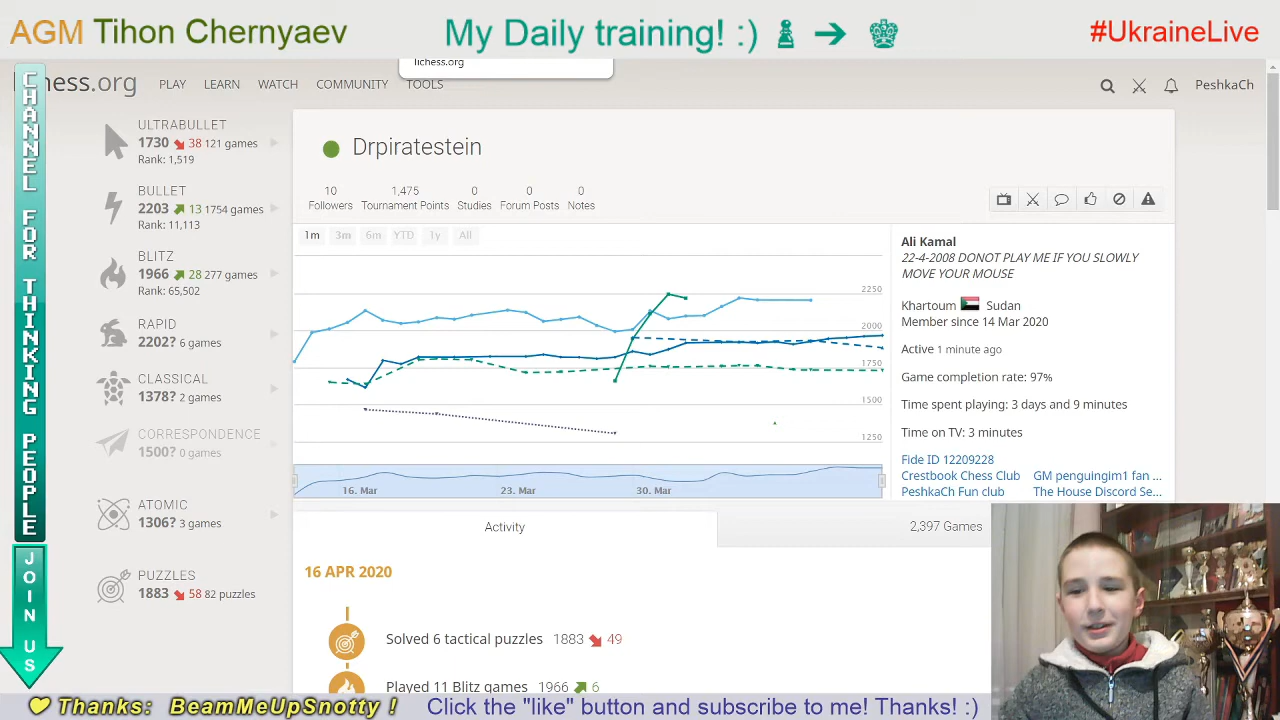 AGM Tihon Chernyaev
My Daily training! :)
#UkraineLive
CHANNEL FOR THINKING PEOPLE
JOIN US
lichess.org
hess.org
PLAY LEARN WATCH COMMUNITY TOOLS
PeshkaCh
ULTRABULLET
1730 38 121 games
Rank: 1,519
BULLET
2203 13 1754 games
Rank: 11,113
BLITZ
1966 28 277 games
Rank: 65,502
RAPID
2202? 6 games
CLASSICAL
1378? 2 games
CORRESPONDENCE
1500? 0 games
ATOMIC
1306? 3 games
PUZZLES
1883 58 82 puzzles
Drpiratestein
10 1,475 0 0 0
Followers Tournament Points Studies Forum Posts Notes
1m 3m 6m YTD 1y All
2250
2000
1750
1500
1250
16. Mar 23. Mar 30. Mar
Ali Kamal
22-4-2008 DONOT PLAY ME IF YOU SLOWLY
MOVE YOUR MOUSE
Khartoum Sudan
Member since 14 Mar 2020
Active 1 minute ago
Game completion rate: 97%
Time spent playing: 3 days and 9 minutes
Time on TV: 3 minutes
Fide ID 12209228
Crestbook Chess Club GM penguingim1 fan ...
PeshkaCh Fun club The House Discord Se...
Activity 2,397 Games
16 APR 2020
Solved 6 tactical puzzles 1883 49
Played 11 Blitz games 1966 6
Thanks: BeamMeUpSnotty ! Click the "like" button and subscribe to me! Thanks! :)